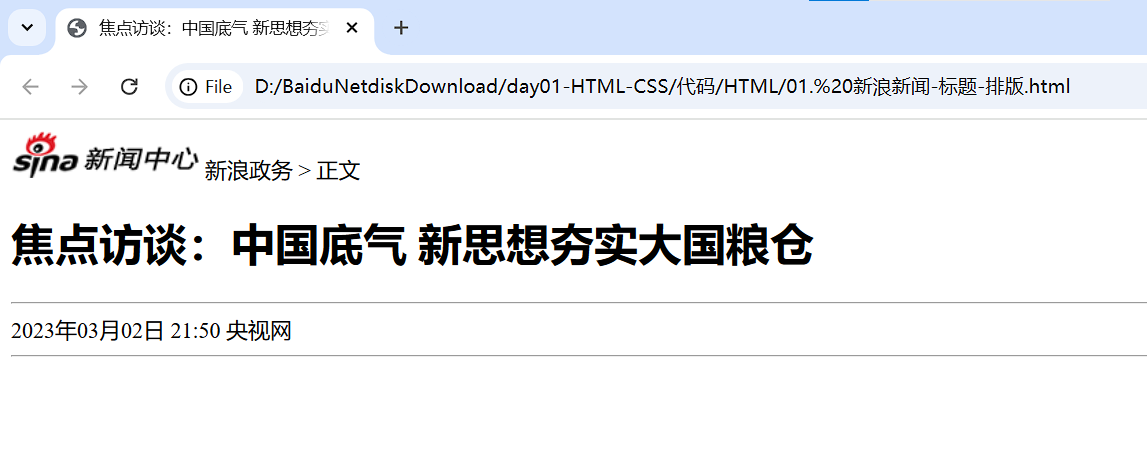 焦点访谈：中国底气 新思想夯实
File D:/BaiduNetdiskDownload/day01-HTML-CSS/代码/HTML/01.%20新浪新闻-标题-排版.html
sina 新闻中心 新浪政务 > 正文
焦点访谈：中国底气 新思想夯实大国粮仓
2023年03月02日 21:50 央视网